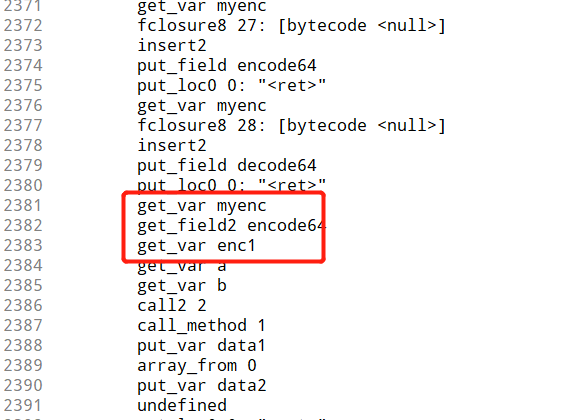 2371 get_var myenc
2372 fclosure8 27: [bytecode <null>]
2373 insert2
2374 put_field encode64
2375 put_loc0 0: "<ret>"
2376 get_var myenc
2377 fclosure8 28: [bytecode <null>]
2378 insert2
2379 put_field decode64
2380 put_loc0 0: "<ret>"
2381 get_var myenc
2382 get_field2 encode64
2383 get_var enc1
2384 get_var a
2385 get_var b
2386 call2 2
2387 call_method 1
2388 put_var data1
2389 array_from 0
2390 put_var data2
2391 undefined